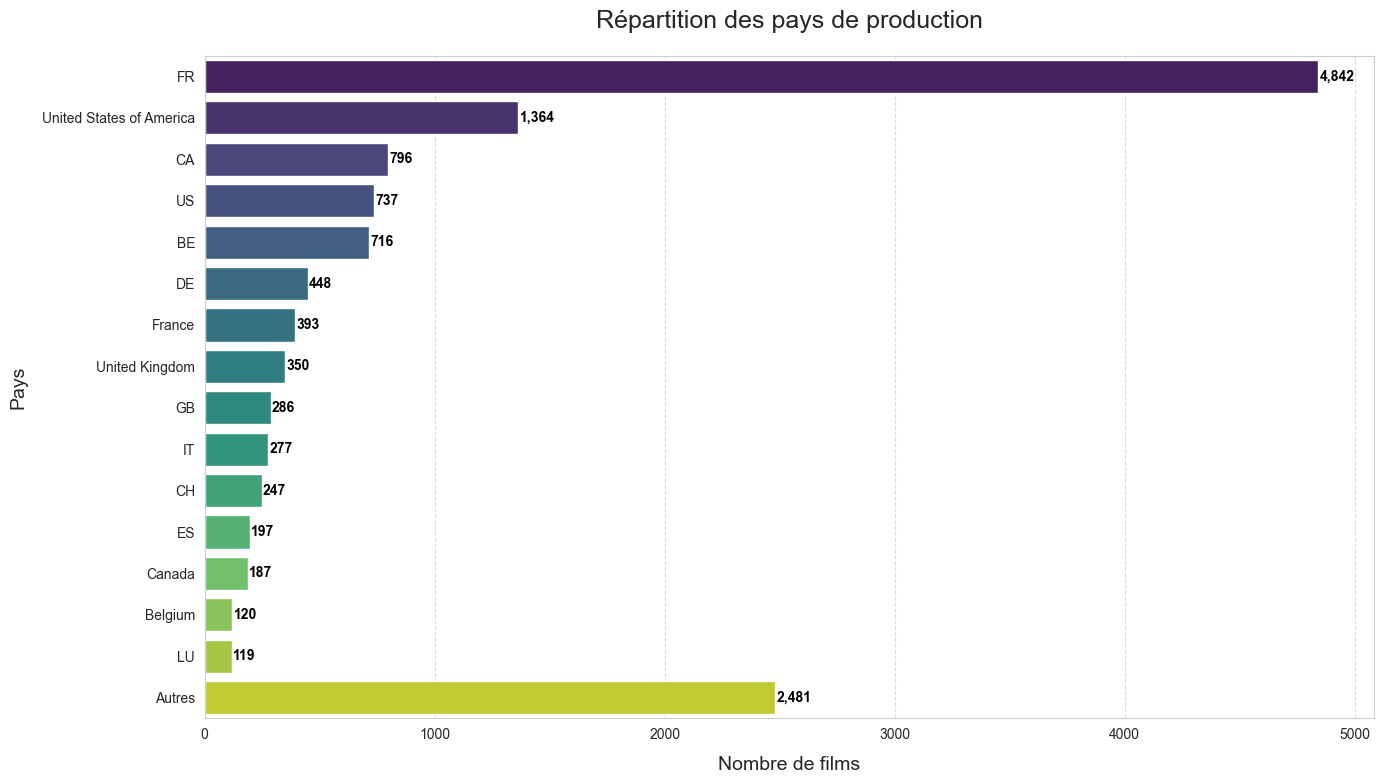 Répartition des pays de production
FR 4,842
United States of America 1,364
CA 796
US 737
BE 716
DE 448
France 393
United Kingdom 350
GB 286
IT 277
CH 247
ES 197
Canada 187
Belgium 120
LU 119
Autres 2,481
Pays
0 1000 2000 3000 4000 5000
Nombre de films